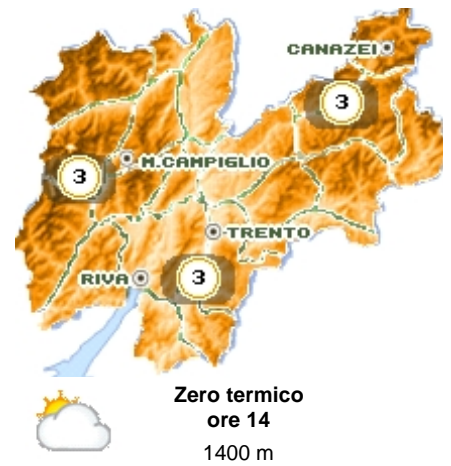 CANAZEI
3
M.CAMPIGLIO
3
TRENTO
RIVA
3
Zero termico
ore 14
1400 m